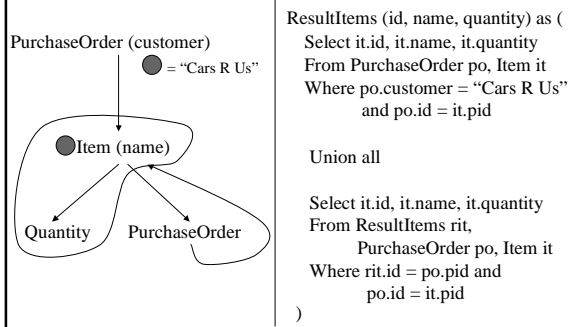 PurchaseOrder (customer)
= “Cars R Us”
Item (name)
Quantity
PurchaseOrder
ResultItems (id, name, quantity) as (
Select it.id, it.name, it.quantity
From PurchaseOrder po, Item it
Where po.customer = “Cars R Us”
and po.id = it.pid
Union all
Select it.id, it.name, it.quantity
From ResultItems rit,
PurchaseOrder po, Item it
Where rit.id = po.pid and
po.id = it.pid
)